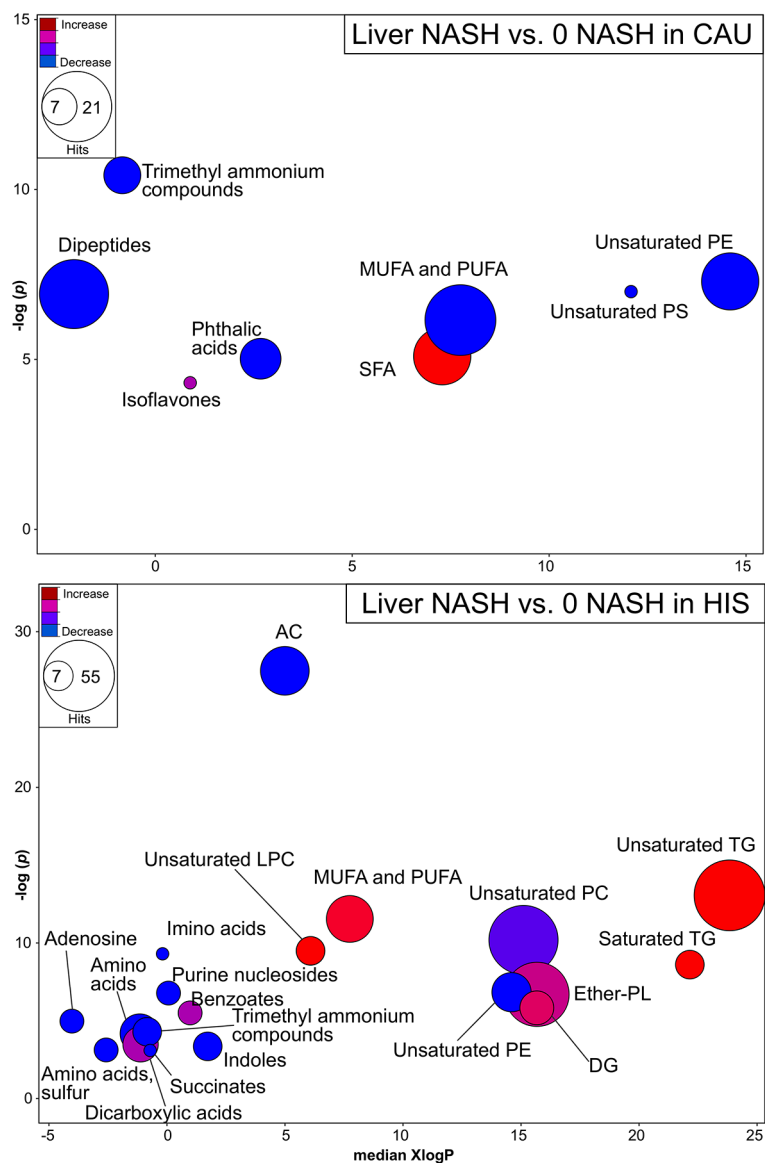 Liver NASH vs. 0 NASH in CAU
Increase
Decrease
7 21
Hits
15
10
5
0
-log (p)
Trimethyl ammonium
compounds
Dipeptides
Unsaturated PE
MUFA and PUFA
Unsaturated PS
Phthalic
acids
SFA
Isoflavones
0 5 10 15
Liver NASH vs. 0 NASH in HIS
Increase
Decrease
7 55
Hits
30
20
10
0
-log (p)
AC
Unsaturated TG
Unsaturated LPC
MUFA and PUFA
Unsaturated PC
Imino acids
Saturated TG
Adenosine
Amino
acids
Purine nucleosides
Benzoates
Ether-PL
Trimethyl ammonium
compounds
Unsaturated PE
Indoles
DG
Amino acids,
sulfur
Succinates
Dicarboxylic acids
-5 0 5 10 15 20 25
median XlogP